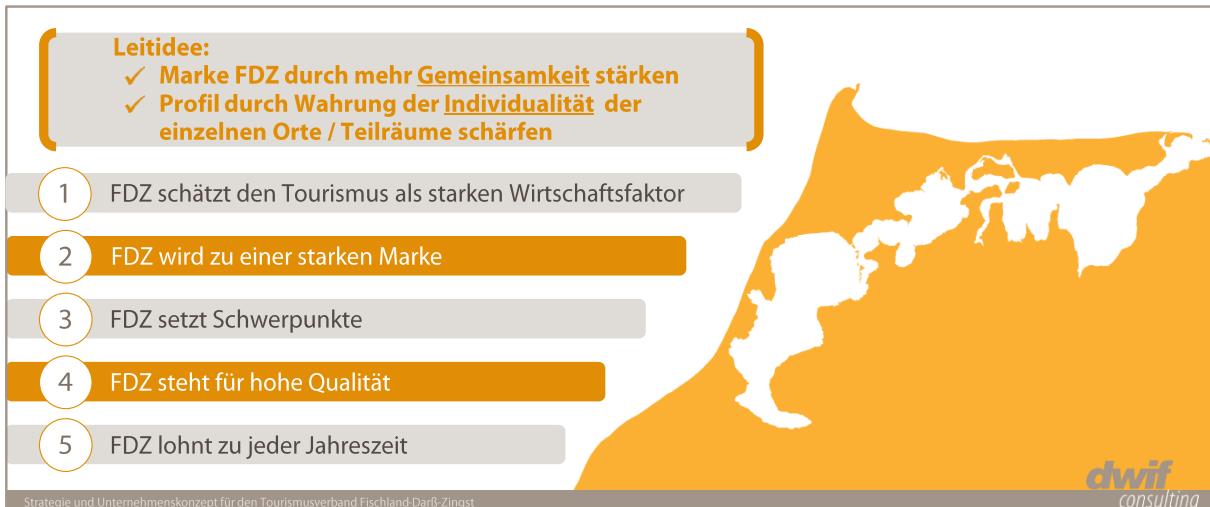 Leitidee:
✓ Marke FDZ durch mehr Gemeinsamkeit stärken
✓ Profil durch Wahrung der Individualität der
einzelnen Orte / Teilräume schärfen
1 FDZ schätzt den Tourismus als starken Wirtschaftsfaktor
2 FDZ wird zu einer starken Marke
3 FDZ setzt Schwerpunkte
4 FDZ steht für hohe Qualität
5 FDZ lohnt zu jeder Jahreszeit
Strategie und Unternehmenskonzept für den Tourismusverband Fischland-Darß-Zingst
dwif
consulting